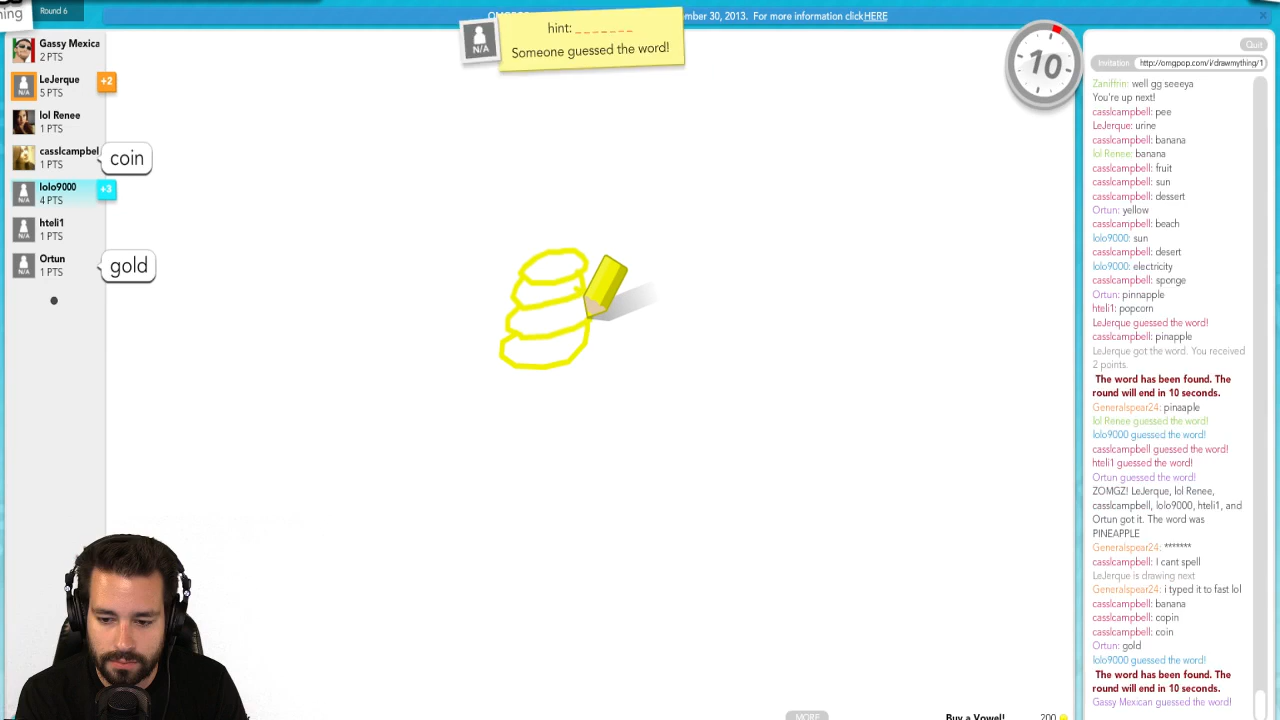 hing
Round 6
OMGPOP
mber 30, 2013. For more information click HERE
hint: _ _ _ _ _ _ _
Someone guessed the word!
N/A
10
Quit
Invitation http://omgpop.com/i/drawmything/1
Gassy Mexica
2 PTS
LeJerque
5 PTS
+2
N/A
lol Renee
1 PTS
casslcampbel
1 PTS
coin
lolo9000
4 PTS
+3
N/A
hteli1
1 PTS
N/A
Ortun
1 PTS
gold
N/A
Zaniffrin: well gg seeeya
You're up next!
casslcampbell: pee
LeJerque: urine
casslcampbell: banana
lol Renee: banana
casslcampbell: fruit
casslcampbell: sun
casslcampbell: dessert
Ortun: yellow
casslcampbell: beach
lolo9000: sun
casslcampbell: desert
lolo9000: electricity
casslcampbell: sponge
Ortun: pinnapple
hteli1: popcorn
LeJerque guessed the word!
casslcampbell: pinapple
LeJerque got the word. You received
2 points.
The word has been found. The
round will end in 10 seconds.
Generalspear24: pinaaple
lol Renee guessed the word!
lolo9000 guessed the word!
casslcampbell guessed the word!
hteli1 guessed the word!
Ortun guessed the word!
ZOMGZ! LeJerque, lol Renee,
casslcampbell, lolo9000, hteli1, and
Ortun got it. The word was
PINEAPPLE
Generalspear24: *******
casslcampbell: I cant spell
LeJerque is drawing next
Generalspear24: i typed it to fast lol
casslcampbell: banana
casslcampbell: copin
casslcampbell: coin
Ortun: gold
lolo9000 guessed the word!
The word has been found. The
round will end in 10 seconds.
Gassy Mexican guessed the word!
MORE
Buy a Vowel! 200